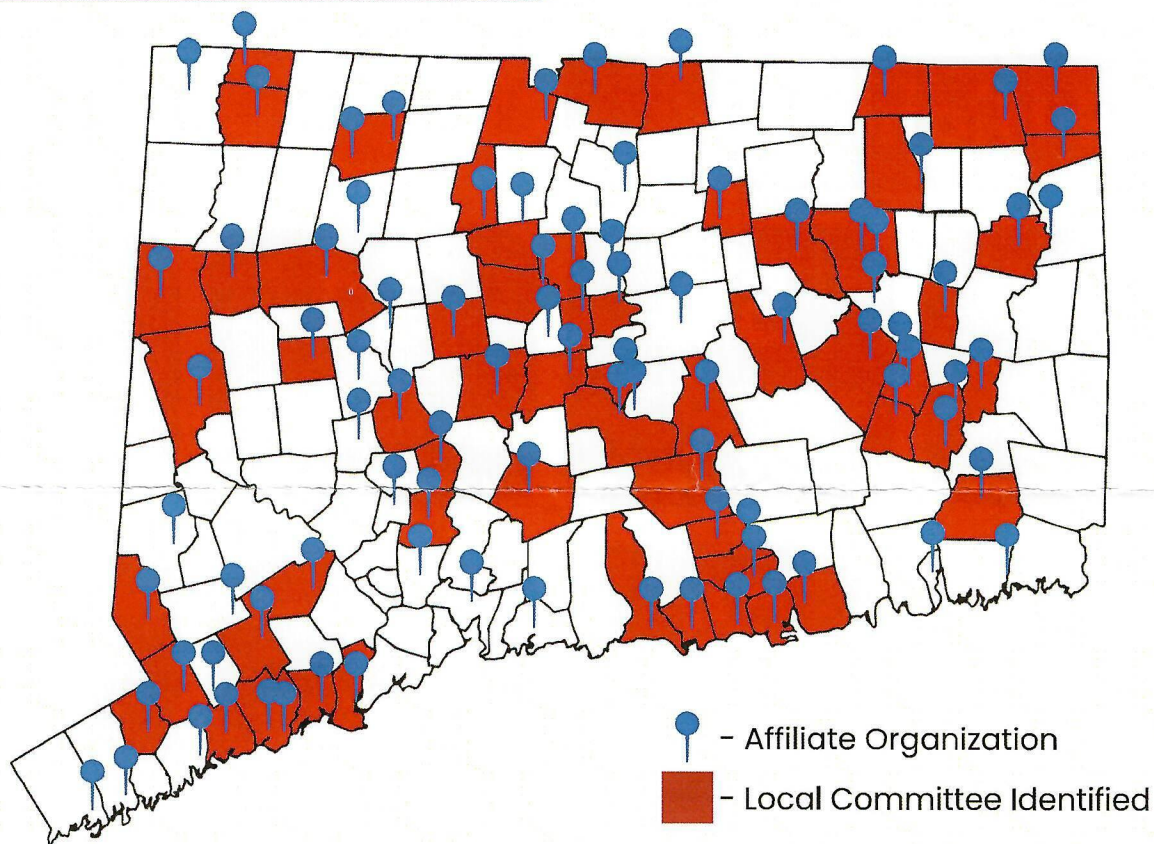 - Affiliate Organization
- Local Committee Identified